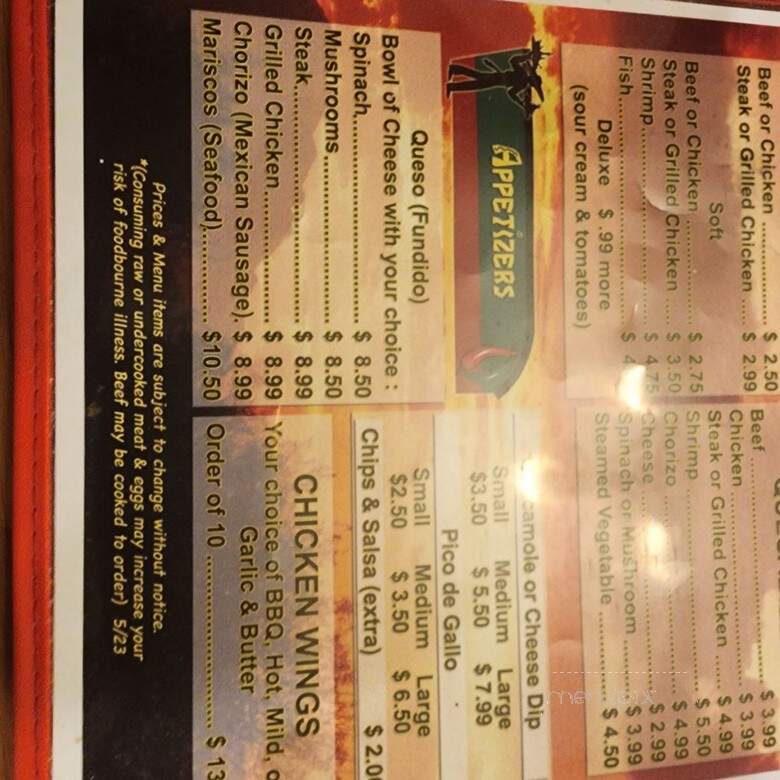 Beef or Chicken .............. $ 2.50
Steak or Grilled Chicken $ 2.99
Soft
Beef or Chicken .............. $ 2.75
Steak or Grilled Chicken .... $ 3.50
Shrimp.............................. $ 4.75
Fish.................................. $ 4
Deluxe $ .99 more
(sour cream & tomatoes)
APPETIZERS
Queso (Fundido)
Bowl of Cheese with your choice :
Spinach............................ $ 8.50
Mushrooms...................... $ 8.50
Steak............................... $ 8.99
Grilled Chicken................. $ 8.99
Chorizo (Mexican Sausage). $ 8.99
Mariscos (Seafood)............ $10.50
Beef ................................ $ 3.99
Chicken ........................... $ 3.99
Steak or Grilled Chicken ..... $ 4.99
Shrimp ............................ $ 5.50
Chorizo ........................... $ 4.99
Cheese ............................ $ 2.99
Spinach or Mushroom ........ $ 3.99
Steamed Vegetable ............ $ 4.50
or Cheese Dip
Small Medium Large
$3.50 $ 5.50 $ 7.99
Pico de Gallo
Small Medium Large
$2.50 $ 3.50 $ 6.50
Chips & Salsa (extra) $ 2.00
CHICKEN WINGS
Your choice of BBQ, Hot, Mild,
Garlic & Butter
Order of 10 ........................ $ 13
Prices & Menu items are subject to change without notice.
*(Consuming raw or undercooked meat & eggs may increase your
risk of foodbourne illness. Beef may be cooked to order) 5/23